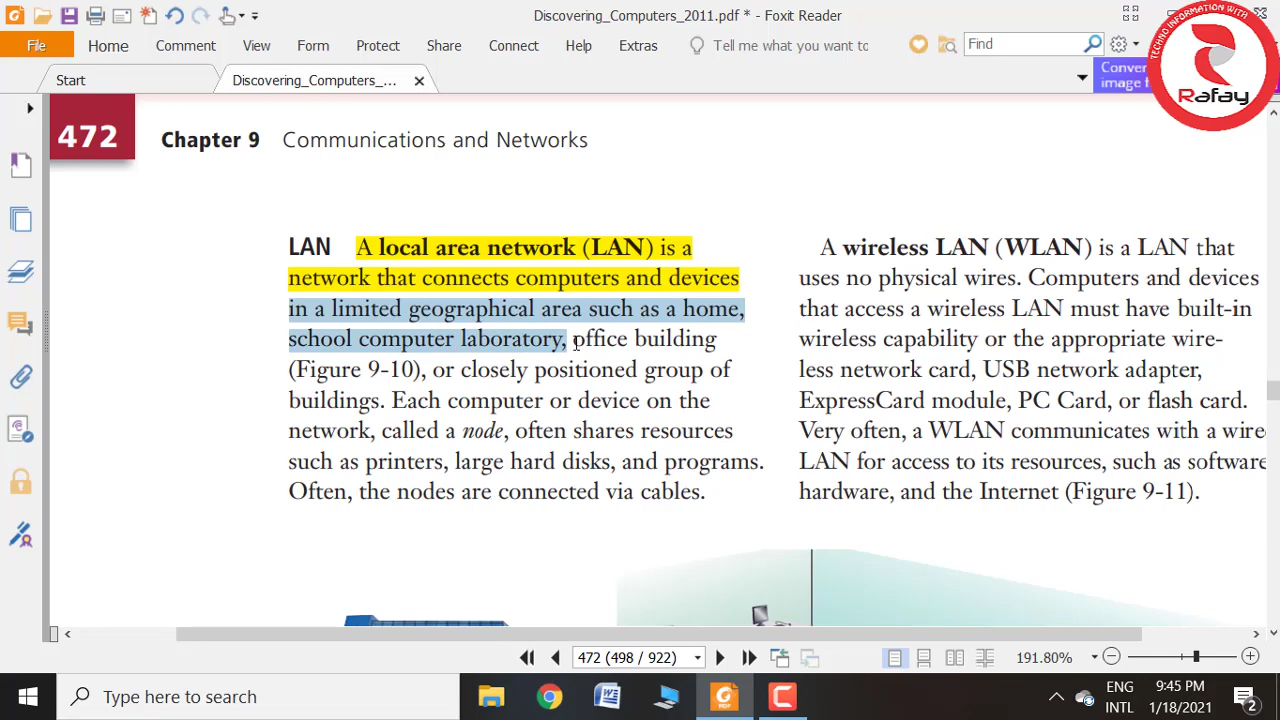 Discovering_Computers_2011.pdf * - Foxit Reader
File Home Comment View Form Protect Share Connect Help Extras Tell me what you want to Find
Start Discovering_Computers_...
Conver
image f
TECHNO INFORMATION WITH
Rafay
472 Chapter 9 Communications and Networks
LAN A local area network (LAN) is a
network that connects computers and devices
in a limited geographical area such as a home,
school computer laboratory, office building
(Figure 9-10), or closely positioned group of
buildings. Each computer or device on the
network, called a node, often shares resources
such as printers, large hard disks, and programs.
Often, the nodes are connected via cables.
A wireless LAN (WLAN) is a LAN that
uses no physical wires. Computers and devices
that access a wireless LAN must have built-in
wireless capability or the appropriate wire-
less network card, USB network adapter,
ExpressCard module, PC Card, or flash card.
Very often, a WLAN communicates with a wire
LAN for access to its resources, such as software
hardware, and the Internet (Figure 9-11).
472 (498 / 922) 191.80%
Type here to search
ENG
INTL
9:45 PM
1/18/2021
2